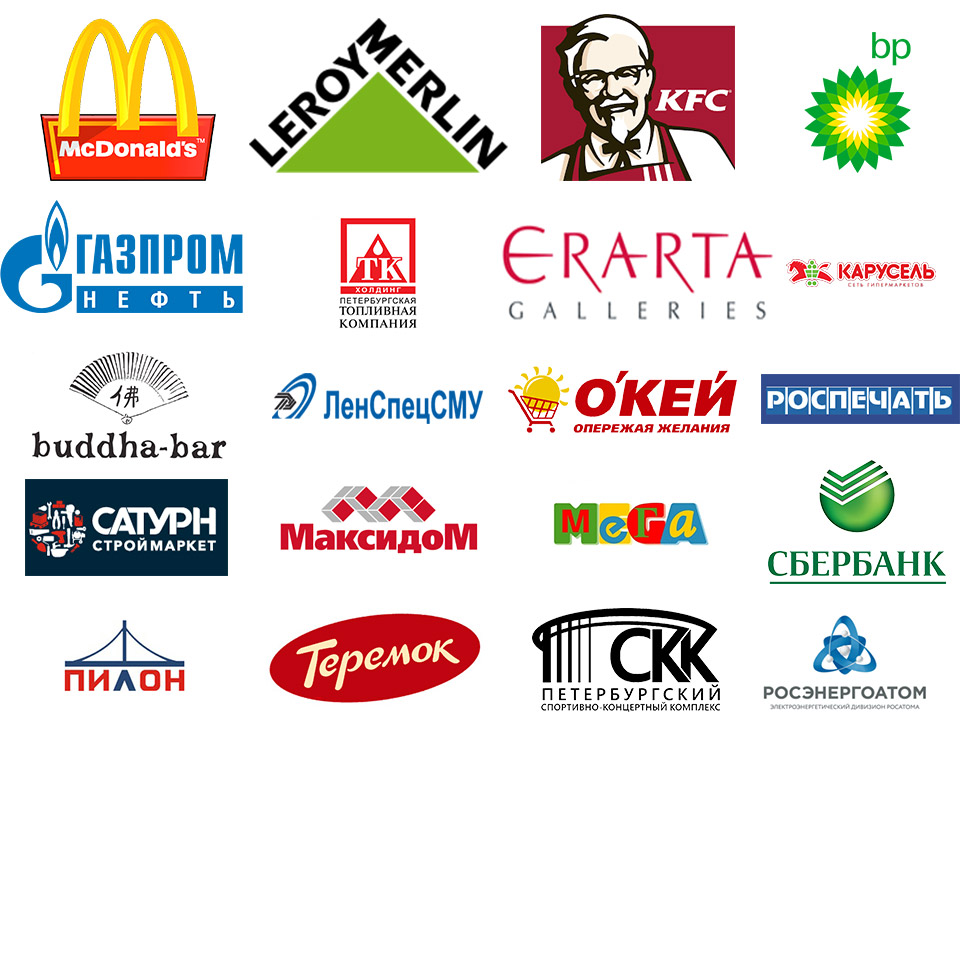 McDonald's™
LEROY MERLIN
KFC
bp
ГАЗПРОМ
НЕФТЬ
ТК
ХОЛДИНГ
ПЕТЕРБУРГСКАЯ
ТОПЛИВНАЯ
КОМПАНИЯ
ERARTA
GALLERIES
КАРУСЕЛЬ
СЕТЬ ГИПЕРМАРКЕТОВ
佛
buddha-bar
ЛенСпецСМУ
О'КЕЙ
ОПЕРЕЖАЯ ЖЕЛАНИЯ
РОСПЕЧАТЬ
САТУРН
СТРОЙМАРКЕТ
МаксидоМ
МеГа
СБЕРБАНК
ПИЛОН
Теремок
СКК
ПЕТЕРБУРГСКИЙ
СПОРТИВНО-КОНЦЕРТНЫЙ КОМПЛЕКС
РОСЭНЕРГОАТОМ
ЭЛЕКТРОЭНЕРГЕТИЧЕСКИЙ ДИВИЗИОН РОСАТОМА